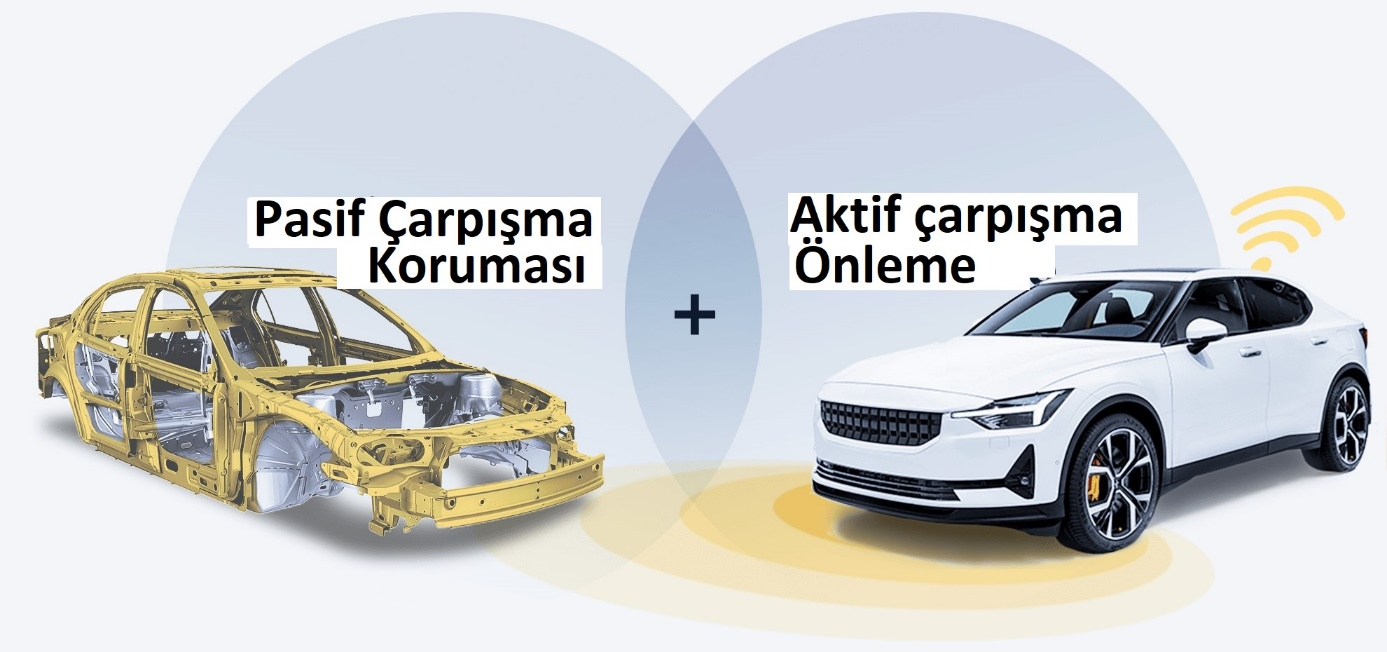 Pasif Çarpışma
Koruması
+
Aktif çarpışma
Önleme